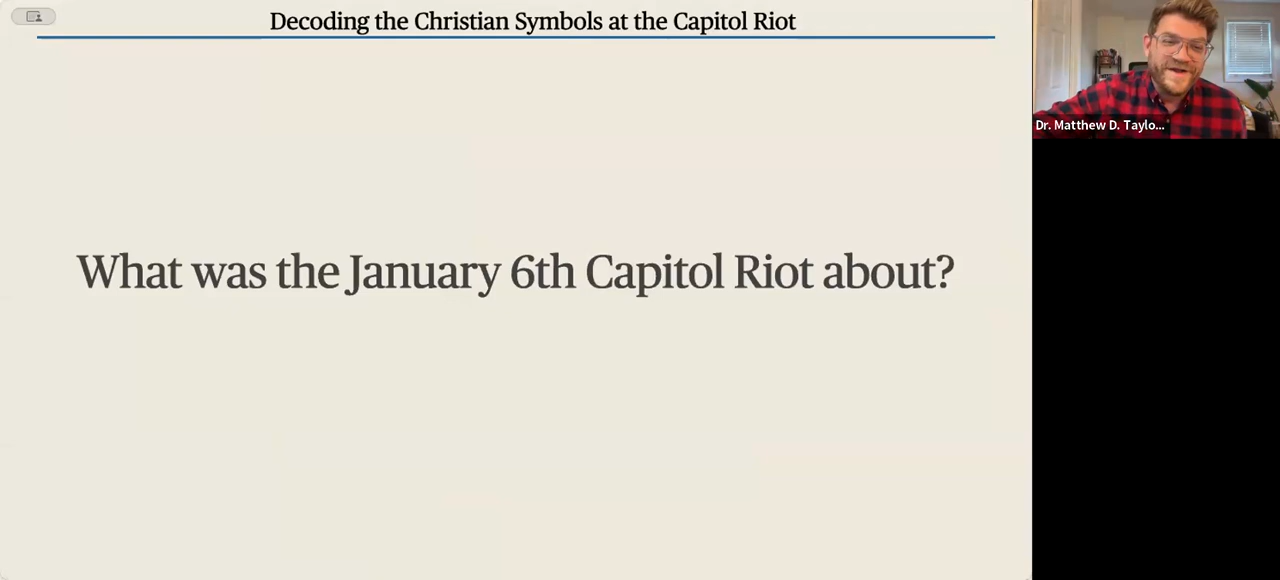 Decoding the Christian Symbols at the Capitol Riot
What was the January 6th Capitol Riot about?
Dr. Matthew D. Taylo...